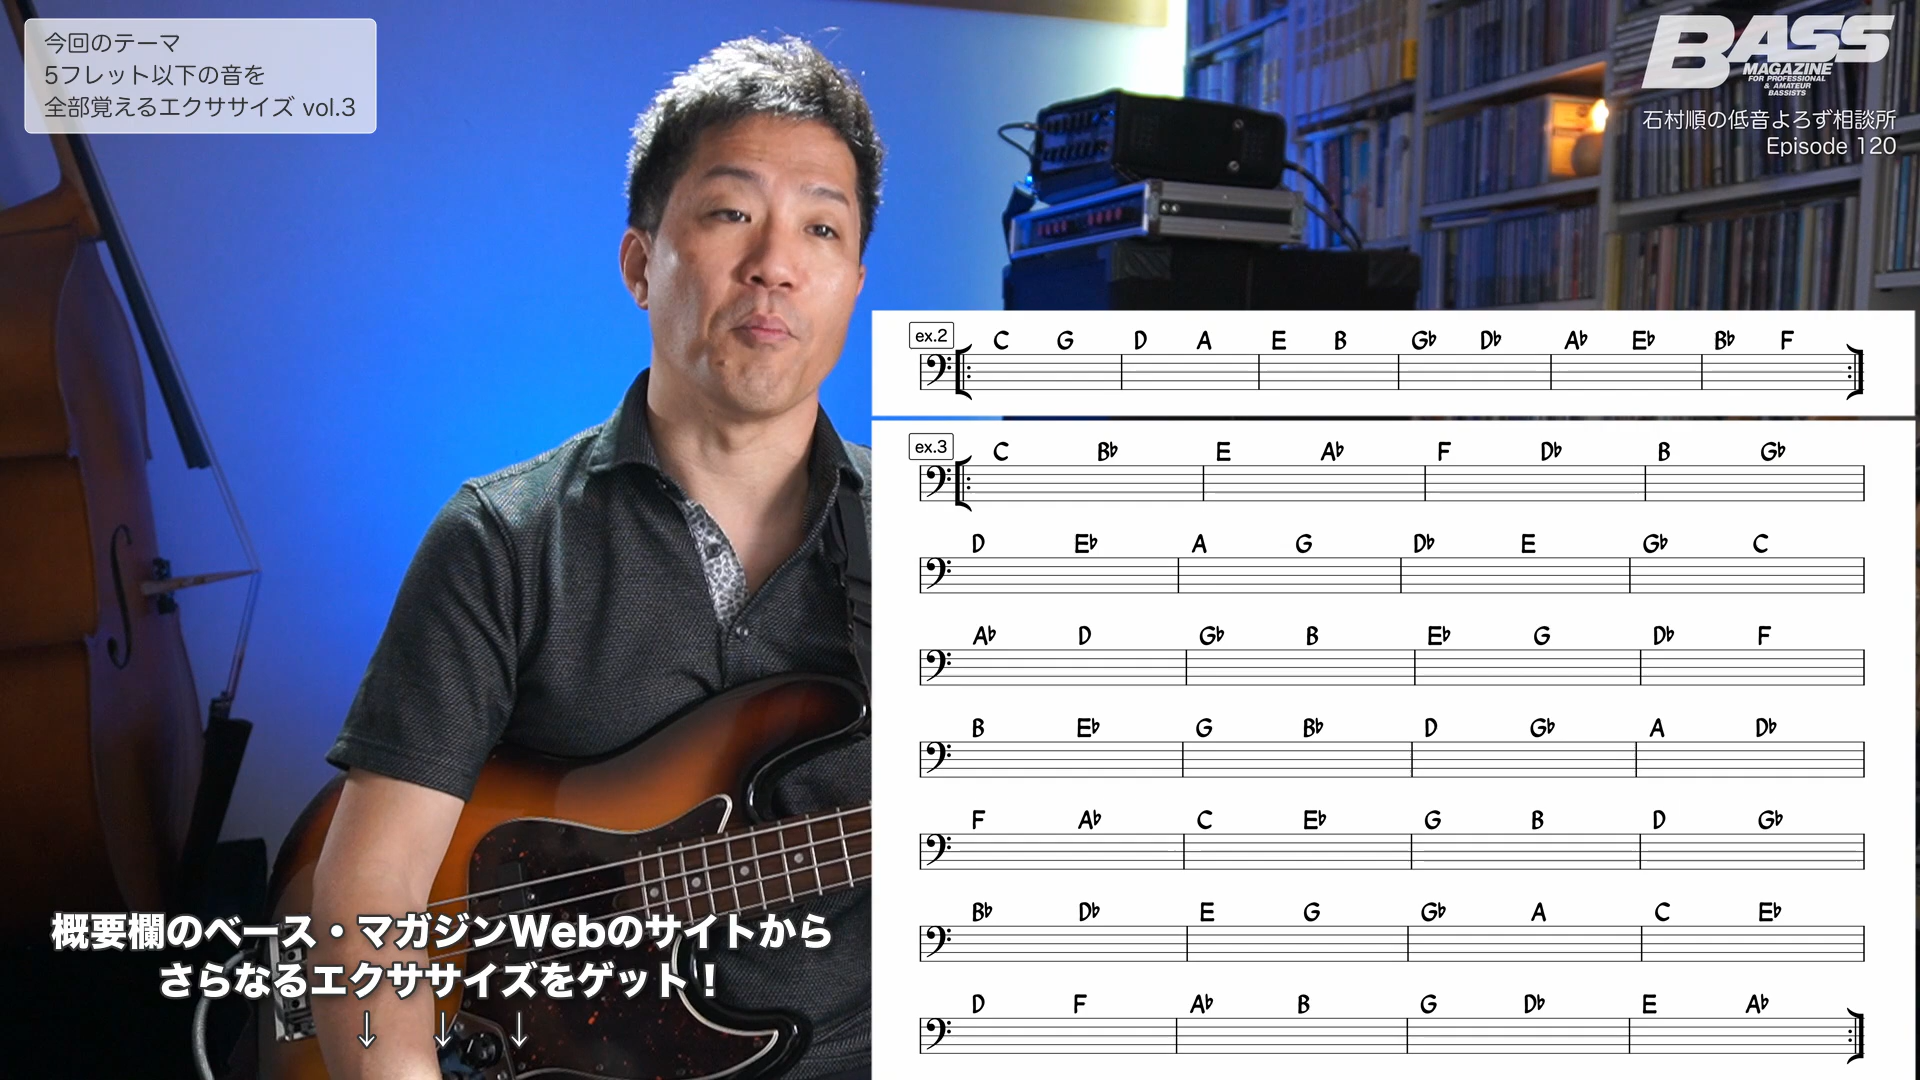 今回のテーマ
5フレット以下の音を
全部覚えるエクササイズ vol.3
BASS
MAGAZINE
FOR PROFESSIONAL
& AMATEUR
BASSISTS
石村順の低音よろず相談所
Episode 120
ex.2
C G D A E B G♭ D♭ A♭ E♭ B♭ F
ex.3
C B♭ E A♭ F D♭ B G♭
D E♭ A G D♭ E G♭ C
A♭ D G♭ B E♭ G D♭ F
B E♭ G B♭ D G♭ A D♭
F A♭ C E♭ G B D G♭
B♭ D♭ E G G♭ A C E♭
D F A♭ B G D♭ E A♭
概要欄のベース・マガジンWebのサイトから
さらなるエクササイズをゲット！
↓ ↓ ↓